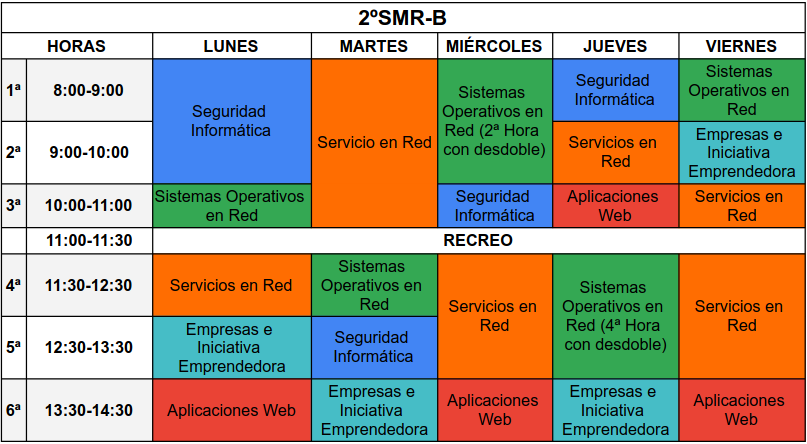 2ºSMR-B
HORAS LUNES MARTES MIÉRCOLES JUEVES VIERNES
1ª 8:00-9:00
Seguridad
Informática
Servicio en Red
Sistemas
Operativos en
Red (2ª Hora
con desdoble)
Seguridad
Informática
Sistemas
Operativos en
Red
2ª 9:00-10:00
Servicios en
Red
Empresas e
Iniciativa
Emprendedora
3ª 10:00-11:00
Sistemas Operativos
en Red
Seguridad
Informática
Aplicaciones
Web
Servicios en
Red
11:00-11:30 RECREO
4ª 11:30-12:30
Servicios en Red
Sistemas
Operativos en
Red
Servicios en
Red
Sistemas
Operativos en
Red (4ª Hora
con desdoble)
Servicios en
Red
5ª 12:30-13:30
Empresas e
Iniciativa
Emprendedora
Seguridad
Informática
6ª 13:30-14:30
Aplicaciones Web
Empresas e
Iniciativa
Emprendedora
Aplicaciones
Web
Empresas e
Iniciativa
Emprendedora
Aplicaciones
Web